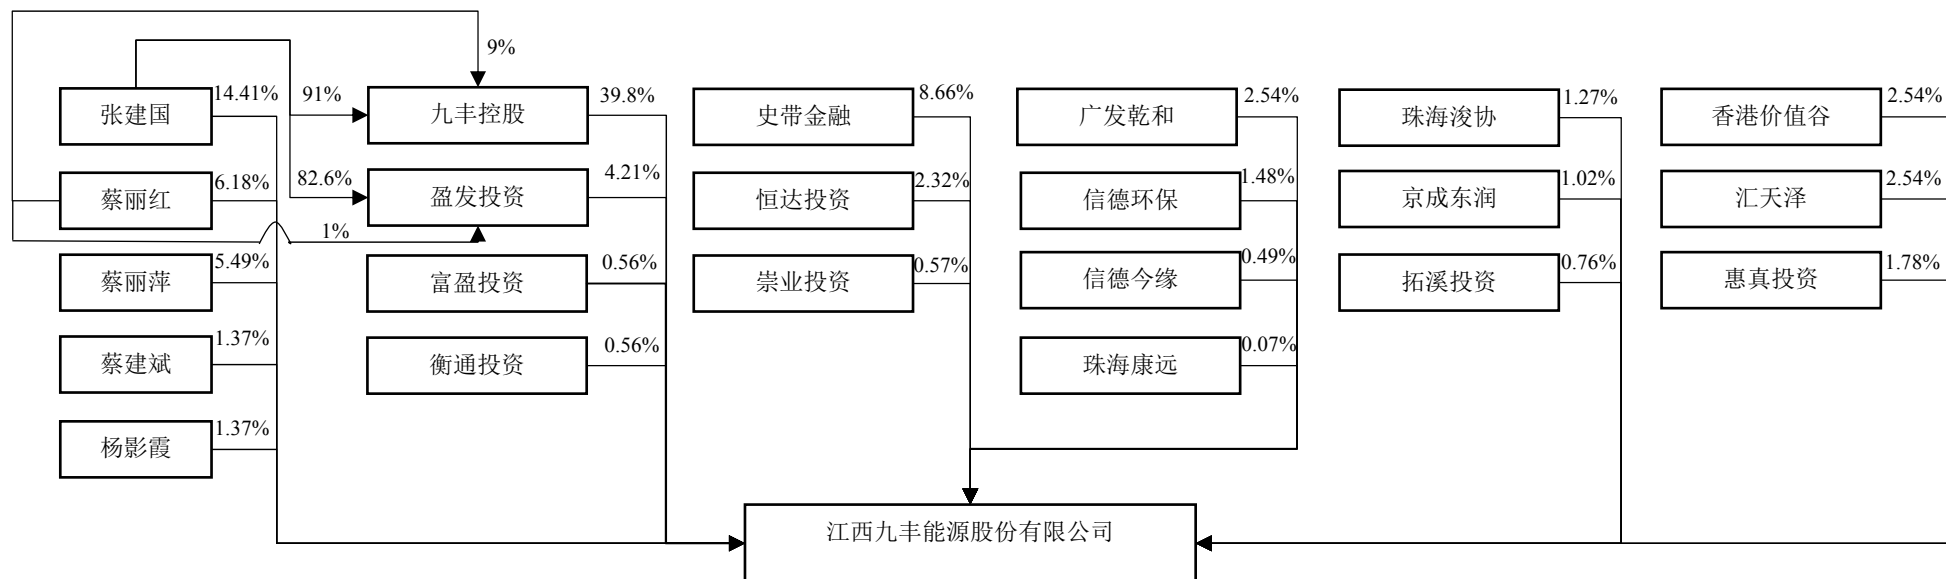 9%
张建国
14.41%
91%
九丰控股
39.8%
史带金融
8.66%
广发乾和
2.54%
珠海浚协
1.27%
香港价值谷
2.54%
蔡丽红
6.18%
82.6%
盈发投资
4.21%
恒达投资
2.32%
信德环保
1.48%
京成东润
1.02%
汇天泽
2.54%
1%
蔡丽萍
5.49%
富盈投资
0.56%
崇业投资
0.57%
信德今缘
0.49%
拓溪投资
0.76%
惠真投资
1.78%
蔡建斌
1.37%
衡通投资
0.56%
珠海康远
0.07%
杨影霞
1.37%
江西九丰能源股份有限公司